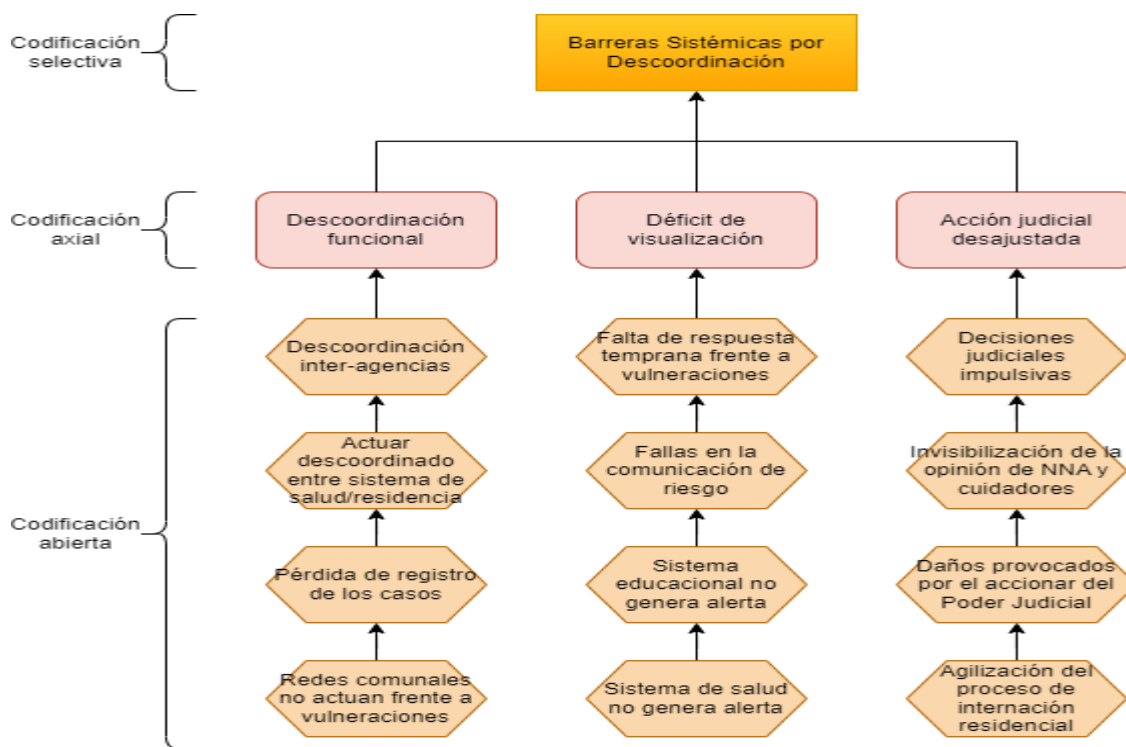 Codificación
selectiva
Barreras Sistémicas por
Descoordinación
Codificación
axial
Descoordinación
funcional
Déficit de
visualización
Acción judicial
desajustada
Codificación
abierta
Descoordinación
inter-agencias
Falta de respuesta
temprana frente a
vulneraciones
Decisiones
judiciales
impulsivas
Actuar
descoordinado
entre sistema de
salud/residencia
Fallas en la
comunicación de
riesgo
Invisibilización de la
opinión de NNA y
cuidadores
Pérdida de registro
de los casos
Sistema
educacional no
genera alerta
Daños provocados
por el accionar del
Poder Judicial
Redes comunales
no actuan frente a
vulneraciones
Sistema de salud
no genera alerta
Agilización del
proceso de
internación
residencial